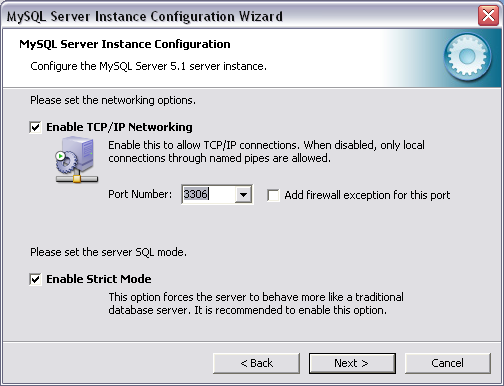 MySQL Server Instance Configuration Wizard
MySQL Server Instance Configuration
Configure the MySQL Server 5.1 server instance.
Please set the networking options.
Enable TCP/IP Networking
Enable this to allow TCP/IP connections. When disabled, only local
connections through named pipes are allowed.
Port Number: 3306 Add firewall exception for this port
Please set the server SQL mode.
Enable Strict Mode
This option forces the server to behave more like a traditional
database server. It is recommended to enable this option.
< Back Next > Cancel